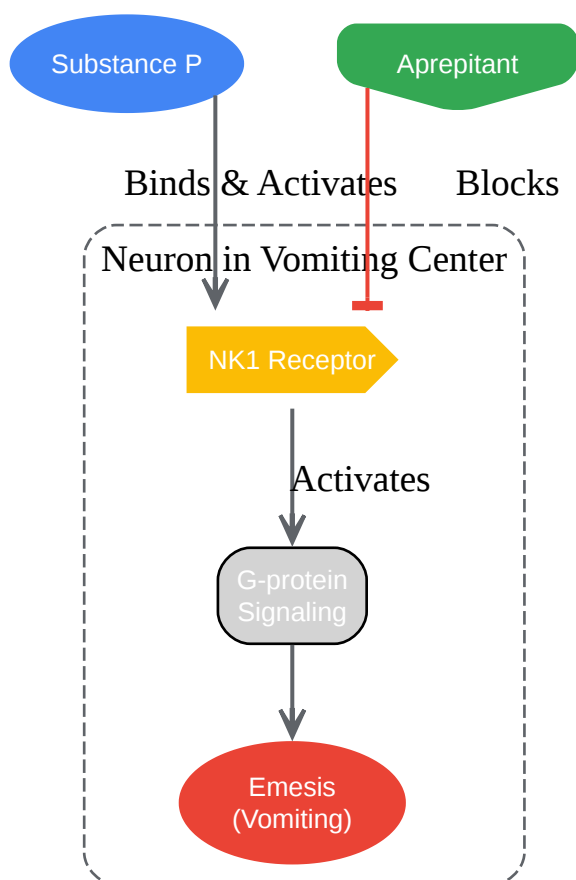 Substance P
Aprepitant
Binds & Activates
Blocks
Neuron in Vomiting Center
NK1 Receptor
Activates
G-protein
Signaling
Emesis
(Vomiting)